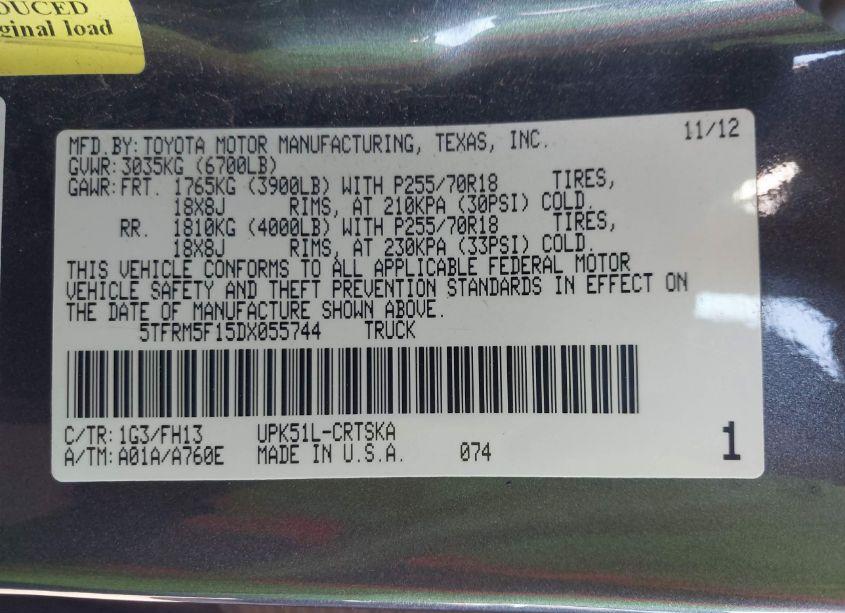 DUCED
ginal load
MFD.BY: TOYOTA MOTOR MANUFACTURING, TEXAS, INC. 11/12
GVWR: 3035KG (6700LB)
GAWR: FRT. 1765KG (3900LB) WITH P255/70R18 TIRES,
18X8J RIMS, AT 210KPA (30PSI) COLD.
RR. 1810KG (4000LB) WITH P255/70R18 TIRES,
18X8J RIMS, AT 230KPA (33PSI) COLD.
THIS VEHICLE CONFORMS TO ALL APPLICABLE FEDERAL MOTOR
VEHICLE SAFETY AND THEFT PREVENTION STANDARDS IN EFFECT ON
THE DATE OF MANUFACTURE SHOWN ABOVE.
5TFRM5F15DX055744 TRUCK
C/TR: 1G3/FH13 UPK51L-CRTSKA
A/TM: A01A/A760E MADE IN U.S.A. 074 1